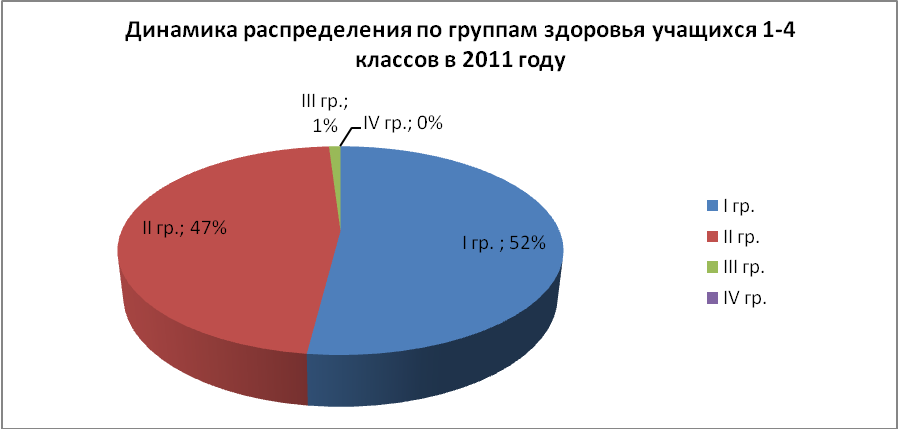 Динамика распределения по группам здоровья учащихся 1-4
классов в 2011 году
III гр.;
1%
IV гр.; 0%
II гр.; 47%
I гр. ; 52%
I гр.
II гр.
III гр.
IV гр.